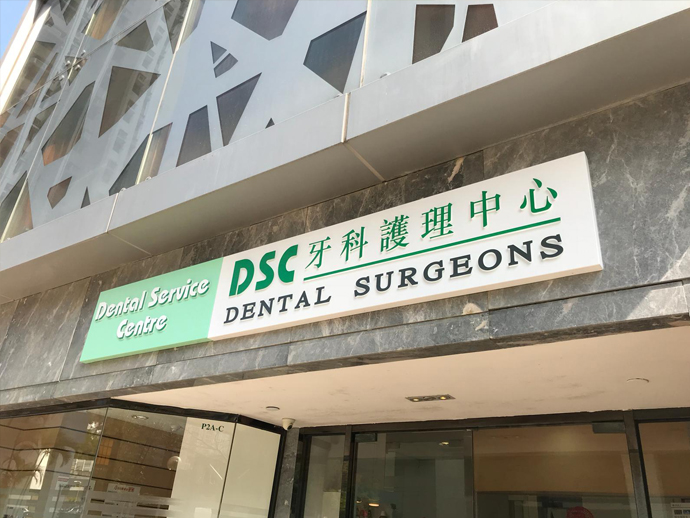 Dental Service
Centre
DSC 牙科護理中心
DENTAL SURGEONS
P2A-C